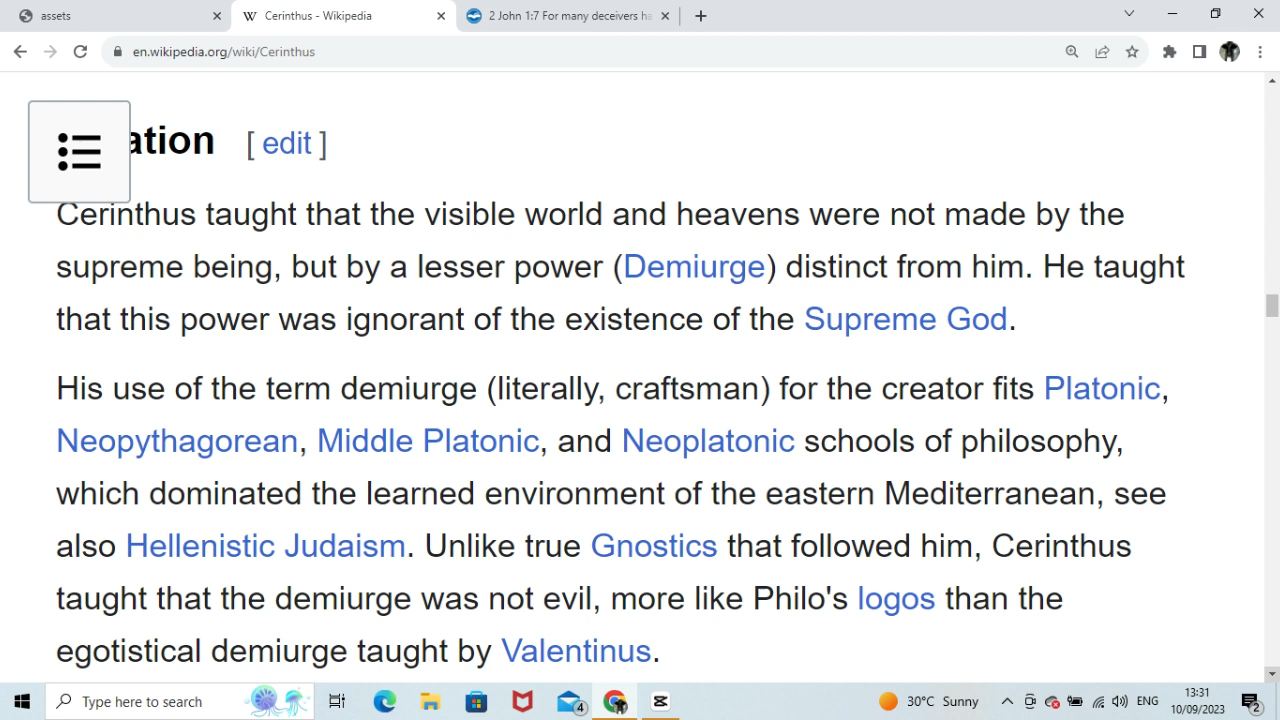 assets
Cerinthus - Wikipedia
2 John 1:7 For many deceivers ha
en.wikipedia.org/wiki/Cerinthus
ation [ edit ]
Cerinthus taught that the visible world and heavens were not made by the
supreme being, but by a lesser power (Demiurge) distinct from him. He taught
that this power was ignorant of the existence of the Supreme God.
His use of the term demiurge (literally, craftsman) for the creator fits Platonic,
Neopythagorean, Middle Platonic, and Neoplatonic schools of philosophy,
which dominated the learned environment of the eastern Mediterranean, see
also Hellenistic Judaism. Unlike true Gnostics that followed him, Cerinthus
taught that the demiurge was not evil, more like Philo's logos than the
egotistical demiurge taught by Valentinus.
Type here to search
4
30°C Sunny
ENG
13:31
10/09/2023
2